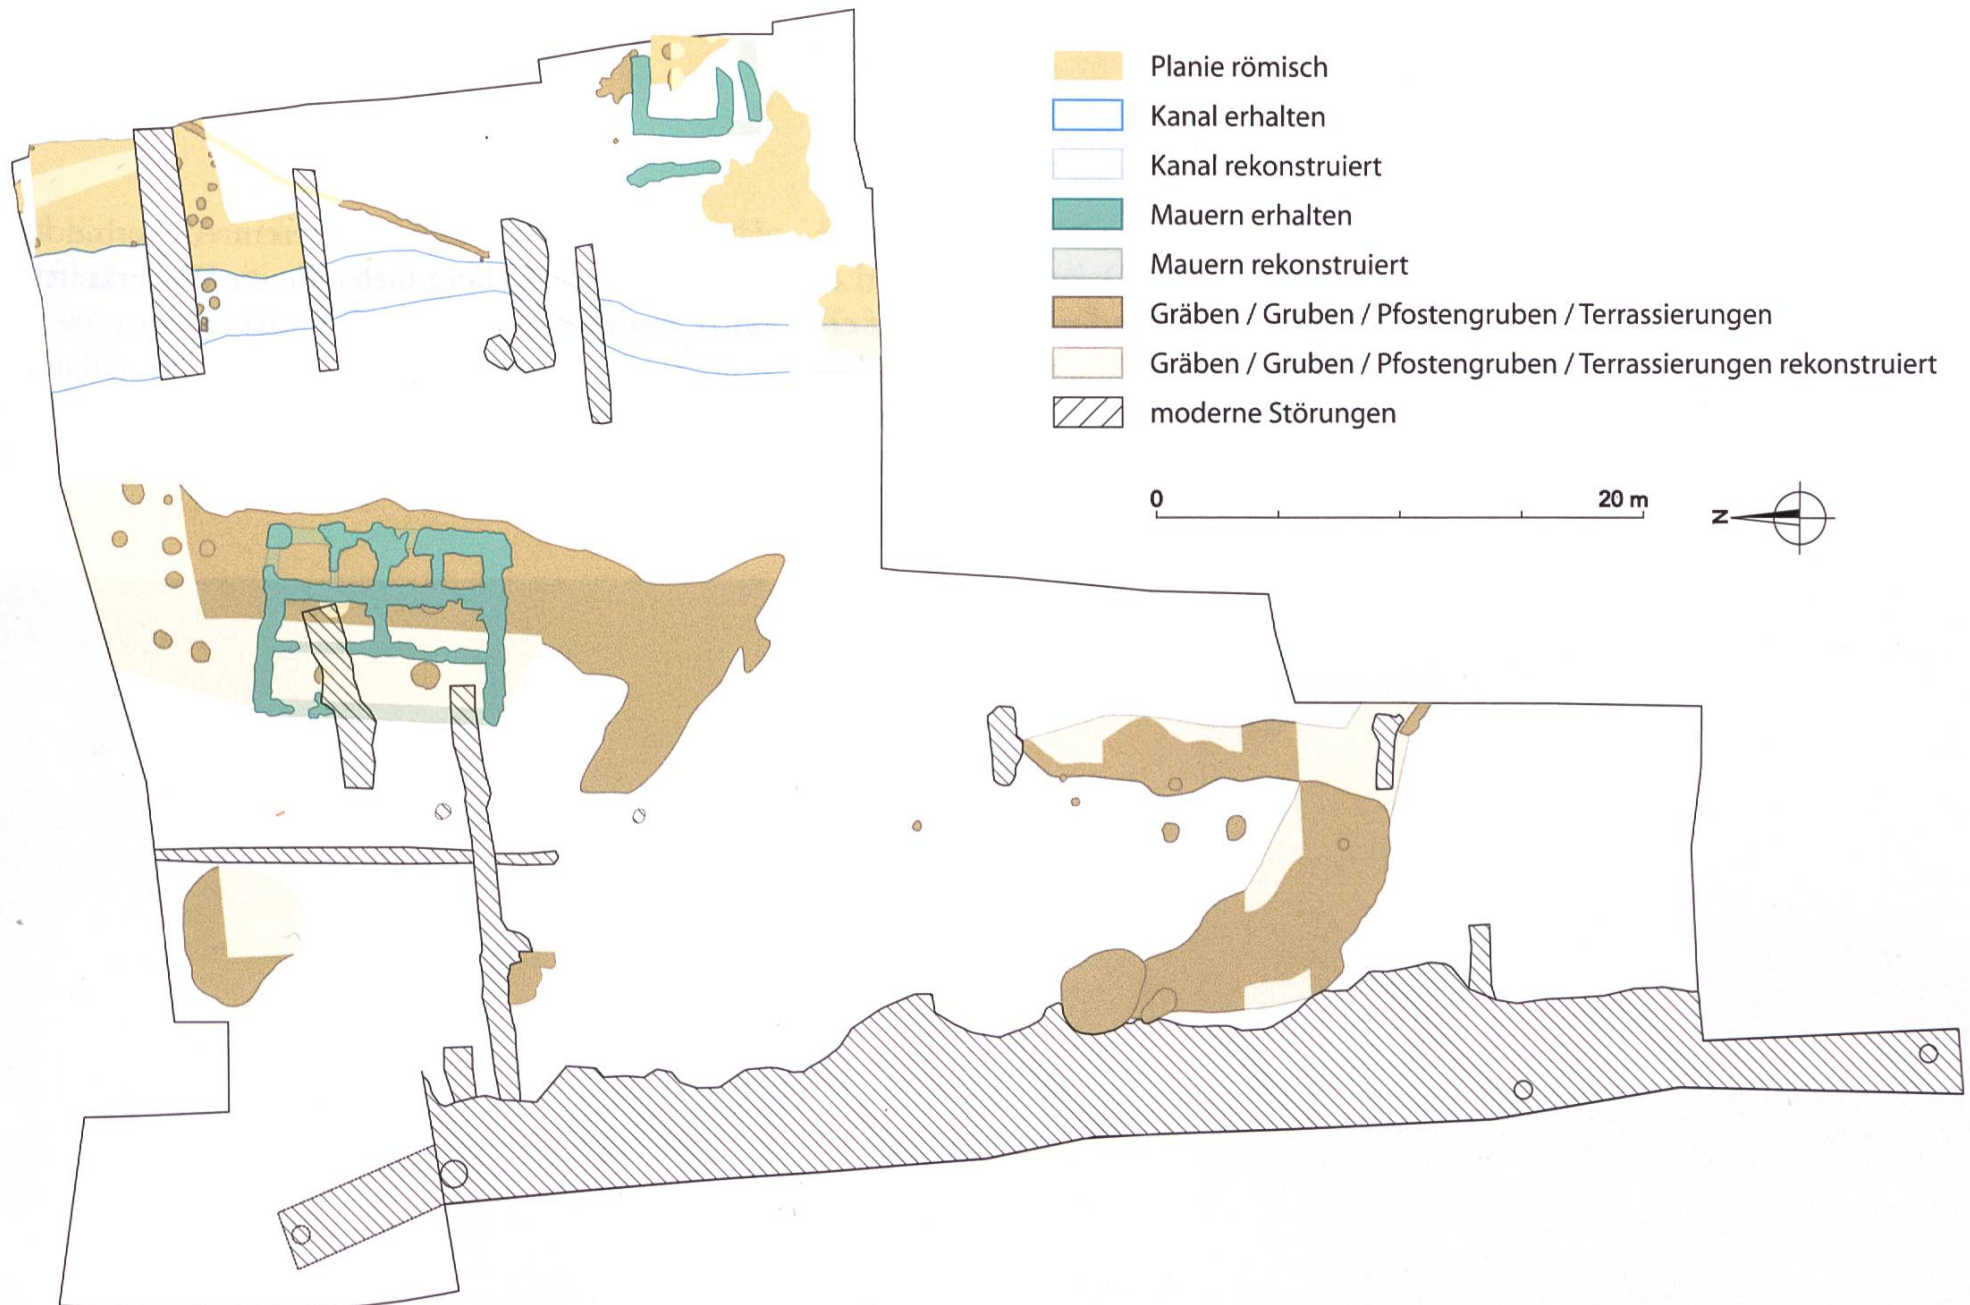 Planie römisch
Kanal erhalten
Kanal rekonstruiert
Mauern erhalten
Mauern rekonstruiert
Gräben / Gruben / Pfostengruben / Terrassierungen
Gräben / Gruben / Pfostengruben / Terrassierungen rekonstruiert
moderne Störungen
0 20 m
N